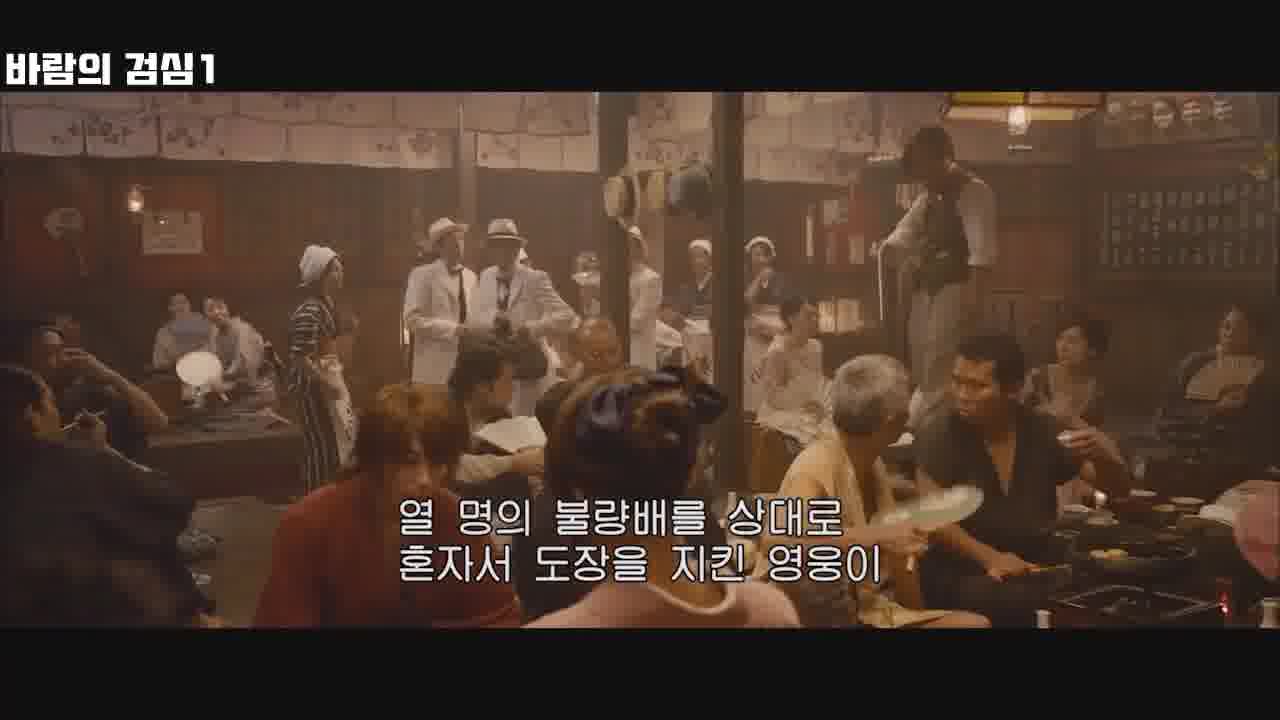 바람의 검심1
열 명의 불량배를 상대로
혼자서 도장을 지킨 영웅이